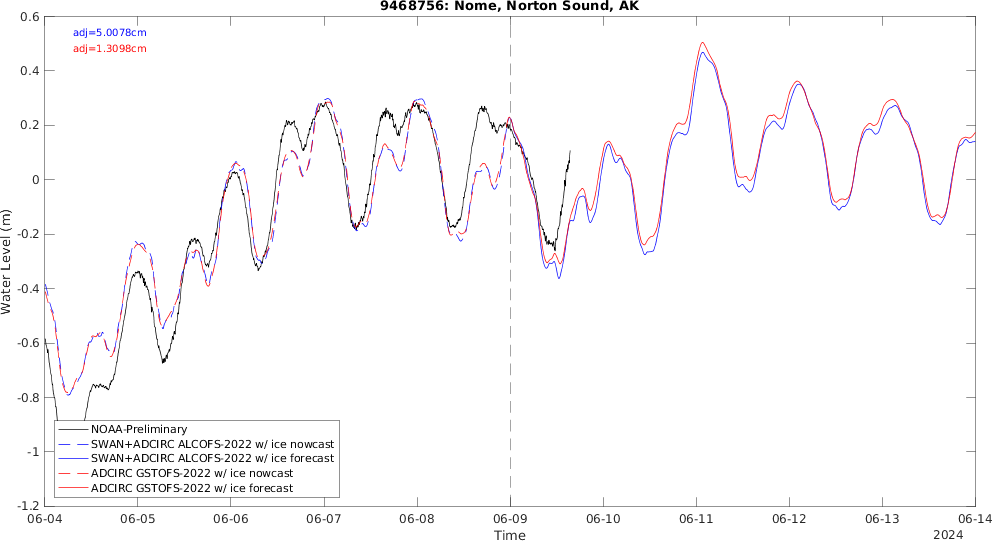 9468756: Nome, Norton Sound, AK
adj=5.0078cm
adj=1.3098cm
0.6
0.4
0.2
0
-0.2
-0.4
-0.6
-0.8
-1
-1.2
Water Level (m)
NOAA-Preliminary
SWAN+ADCIRC ALCOFS-2022 w/ ice nowcast
SWAN+ADCIRC ALCOFS-2022 w/ ice forecast
ADCIRC GSTOFS-2022 w/ ice nowcast
ADCIRC GSTOFS-2022 w/ ice forecast
06-04 06-05 06-06 06-07 06-08 06-09 06-10 06-11 06-12 06-13 06-14
Time
2024